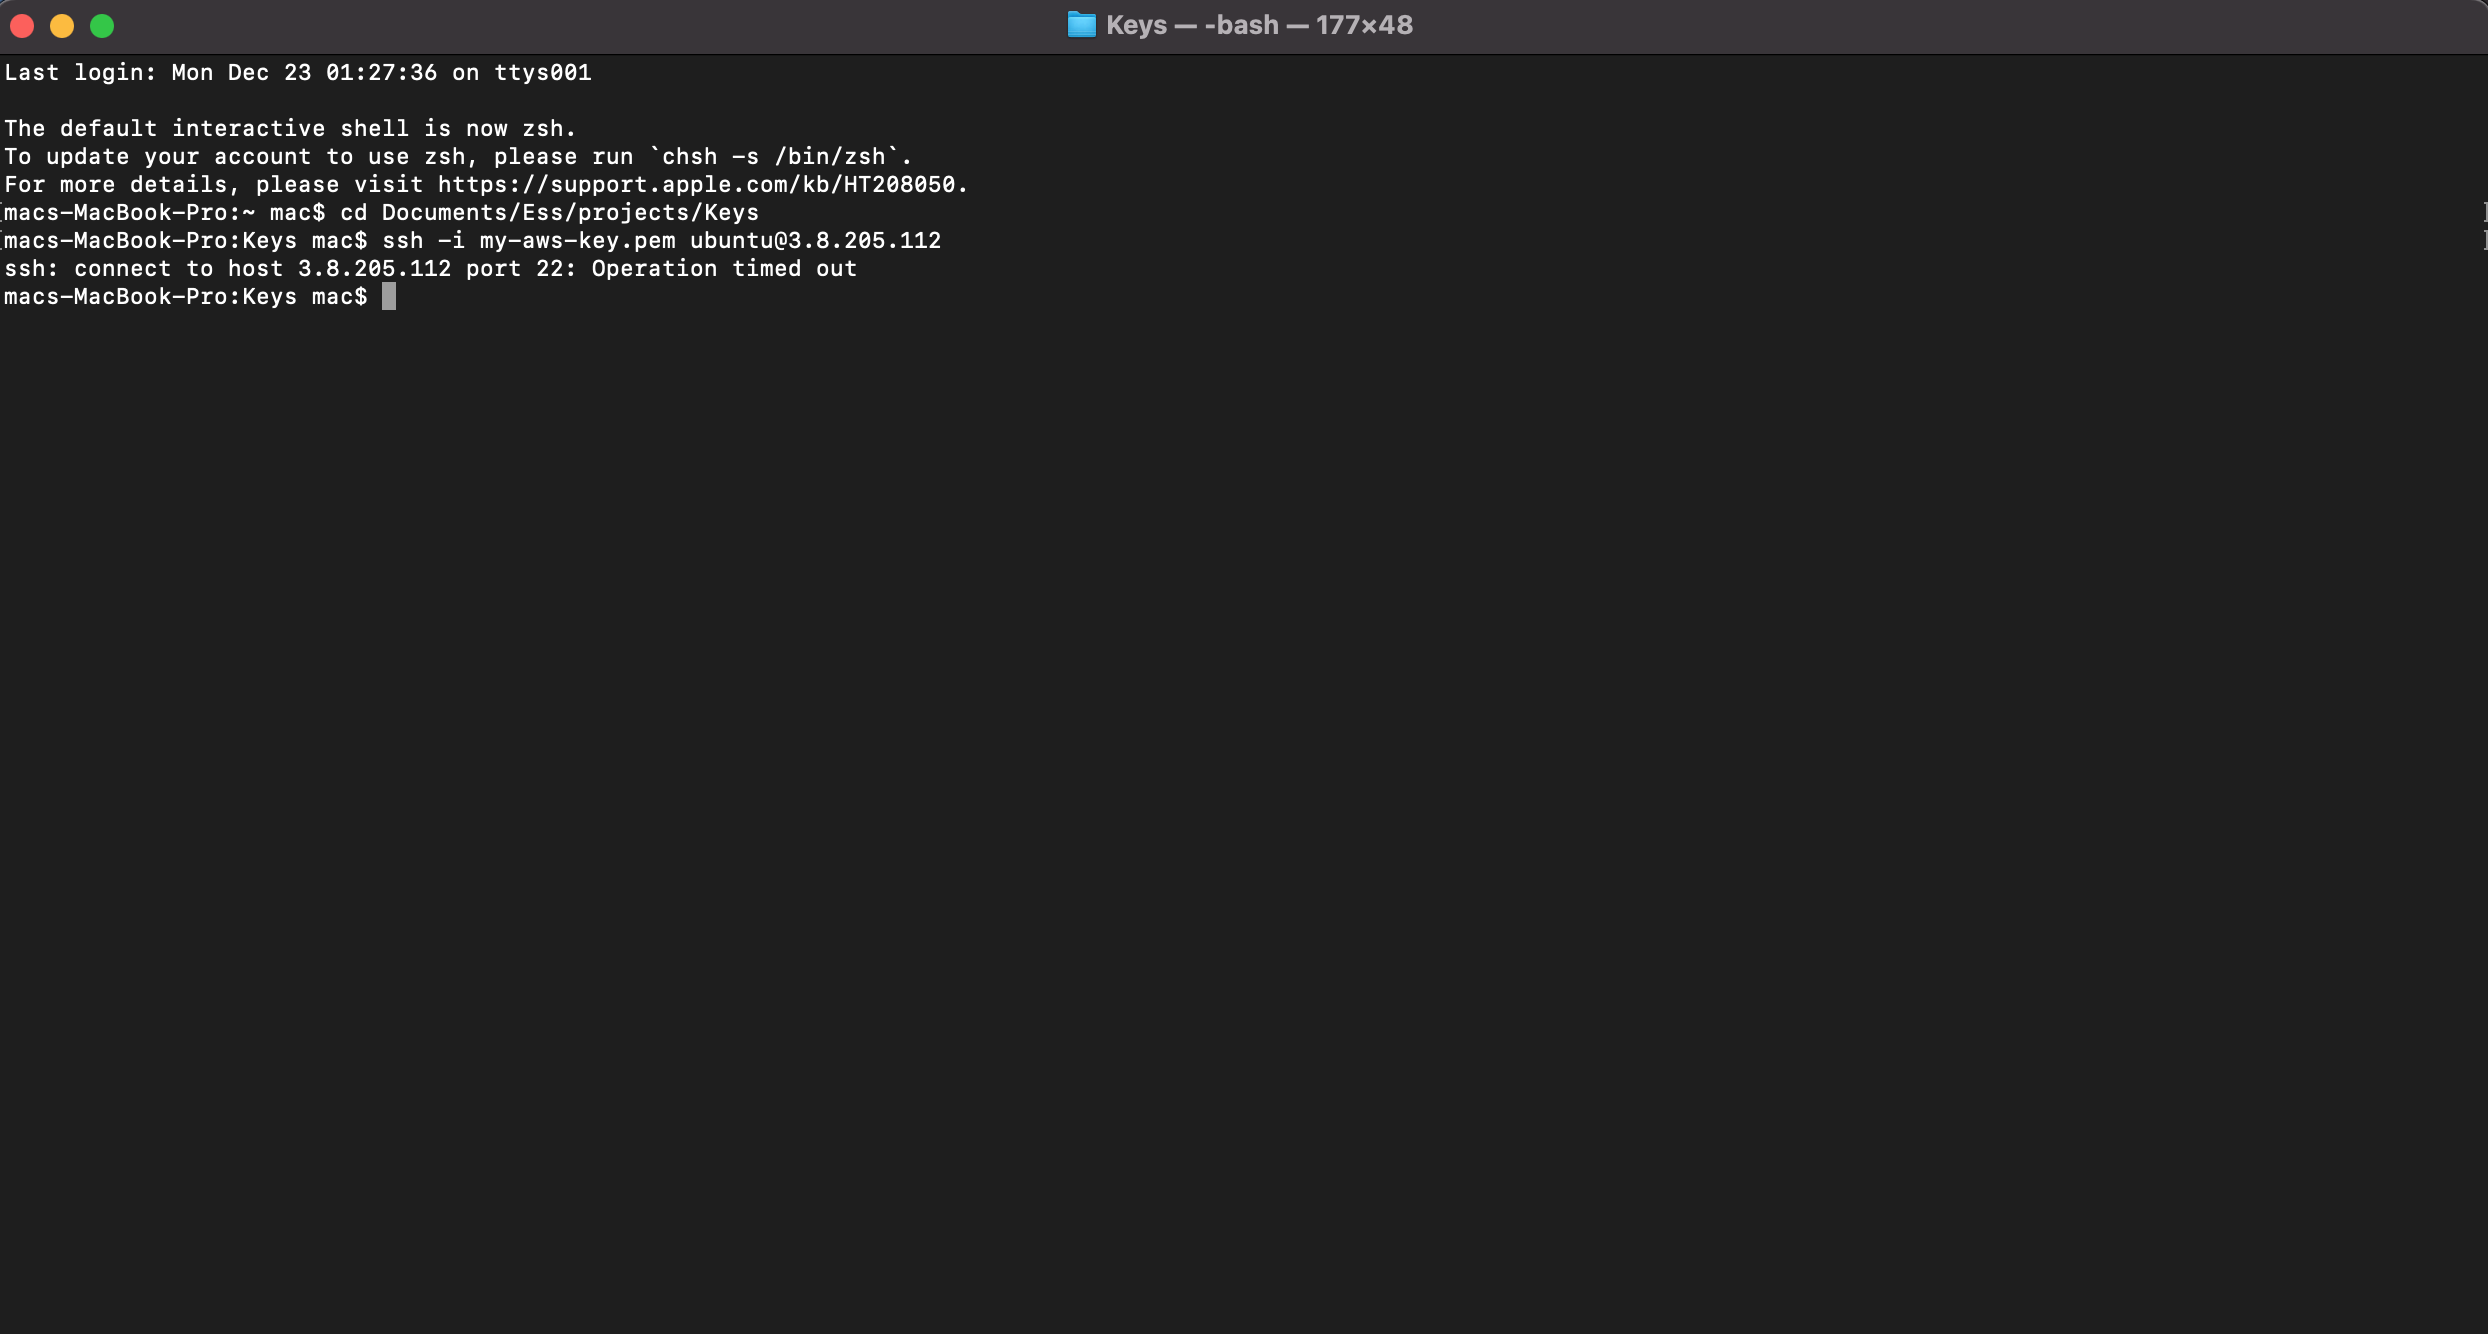 Keys — -bash — 177×48
Last login: Mon Dec 23 01:27:36 on ttys001
The default interactive shell is now zsh.
To update your account to use zsh, please run `chsh -s /bin/zsh`.
For more details, please visit https://support.apple.com/kb/HT208050.
[macs-MacBook-Pro:~ mac$ cd Documents/Ess/projects/Keys ]
[macs-MacBook-Pro:Keys mac$ ssh -i my-aws-key.pem ubuntu@3.8.205.112 ]
ssh: connect to host 3.8.205.112 port 22: Operation timed out
macs-MacBook-Pro:Keys mac$